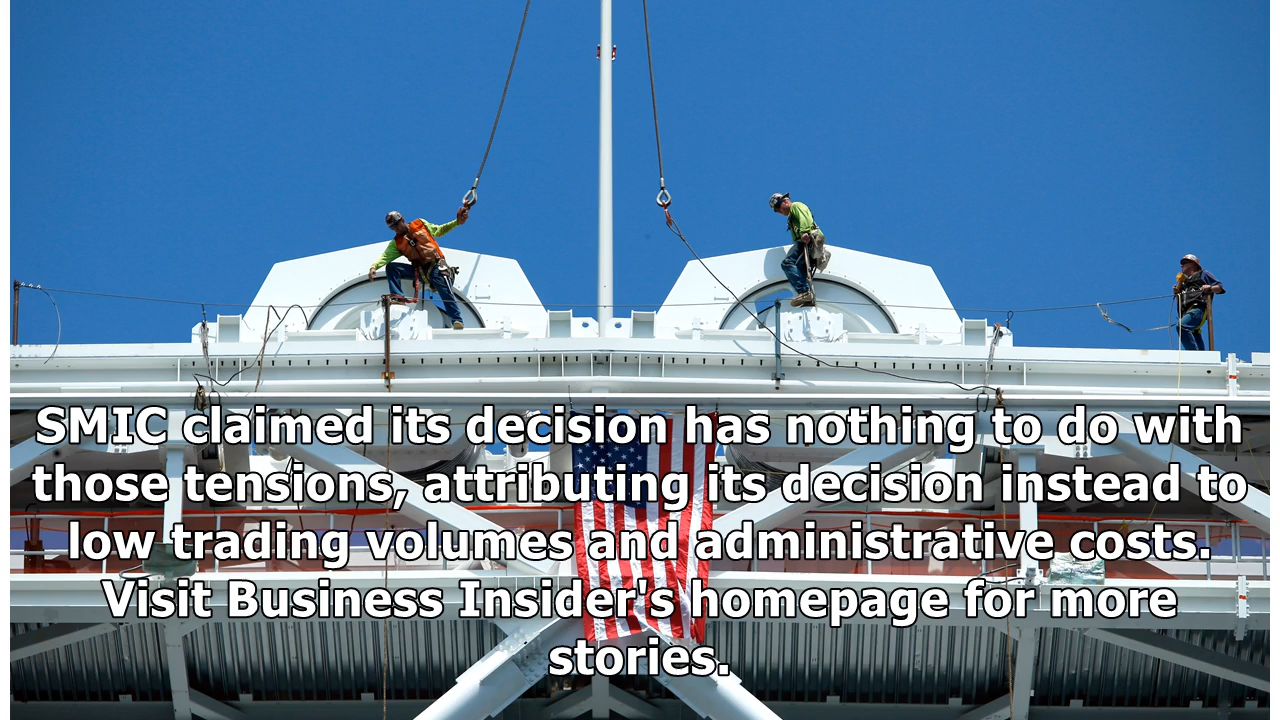 SMIC claimed its decision has nothing to do with
those tensions, attributing its decision instead to
low trading volumes and administrative costs.
Visit Business Insider's homepage for more
stories.